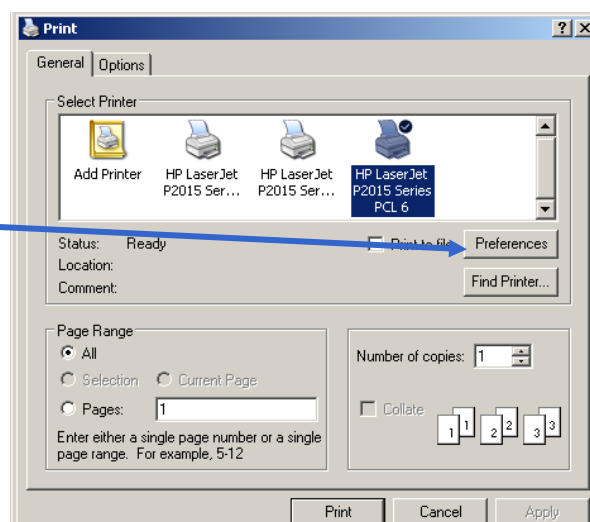 Print
General Options
Select Printer
Add Printer HP LaserJet HP LaserJet HP LaserJet
P2015 Ser... P2015 Ser... P2015 Series
PCL 6
Status: Ready Print to file Preferences
Location:
Comment: Find Printer...
Page Range
All Number of copies: 1
Selection Current Page
Pages: 1 Collate
1 1 2 2 3 3
Enter either a single page number or a single
page range. For example, 5-12
Print Cancel Apply